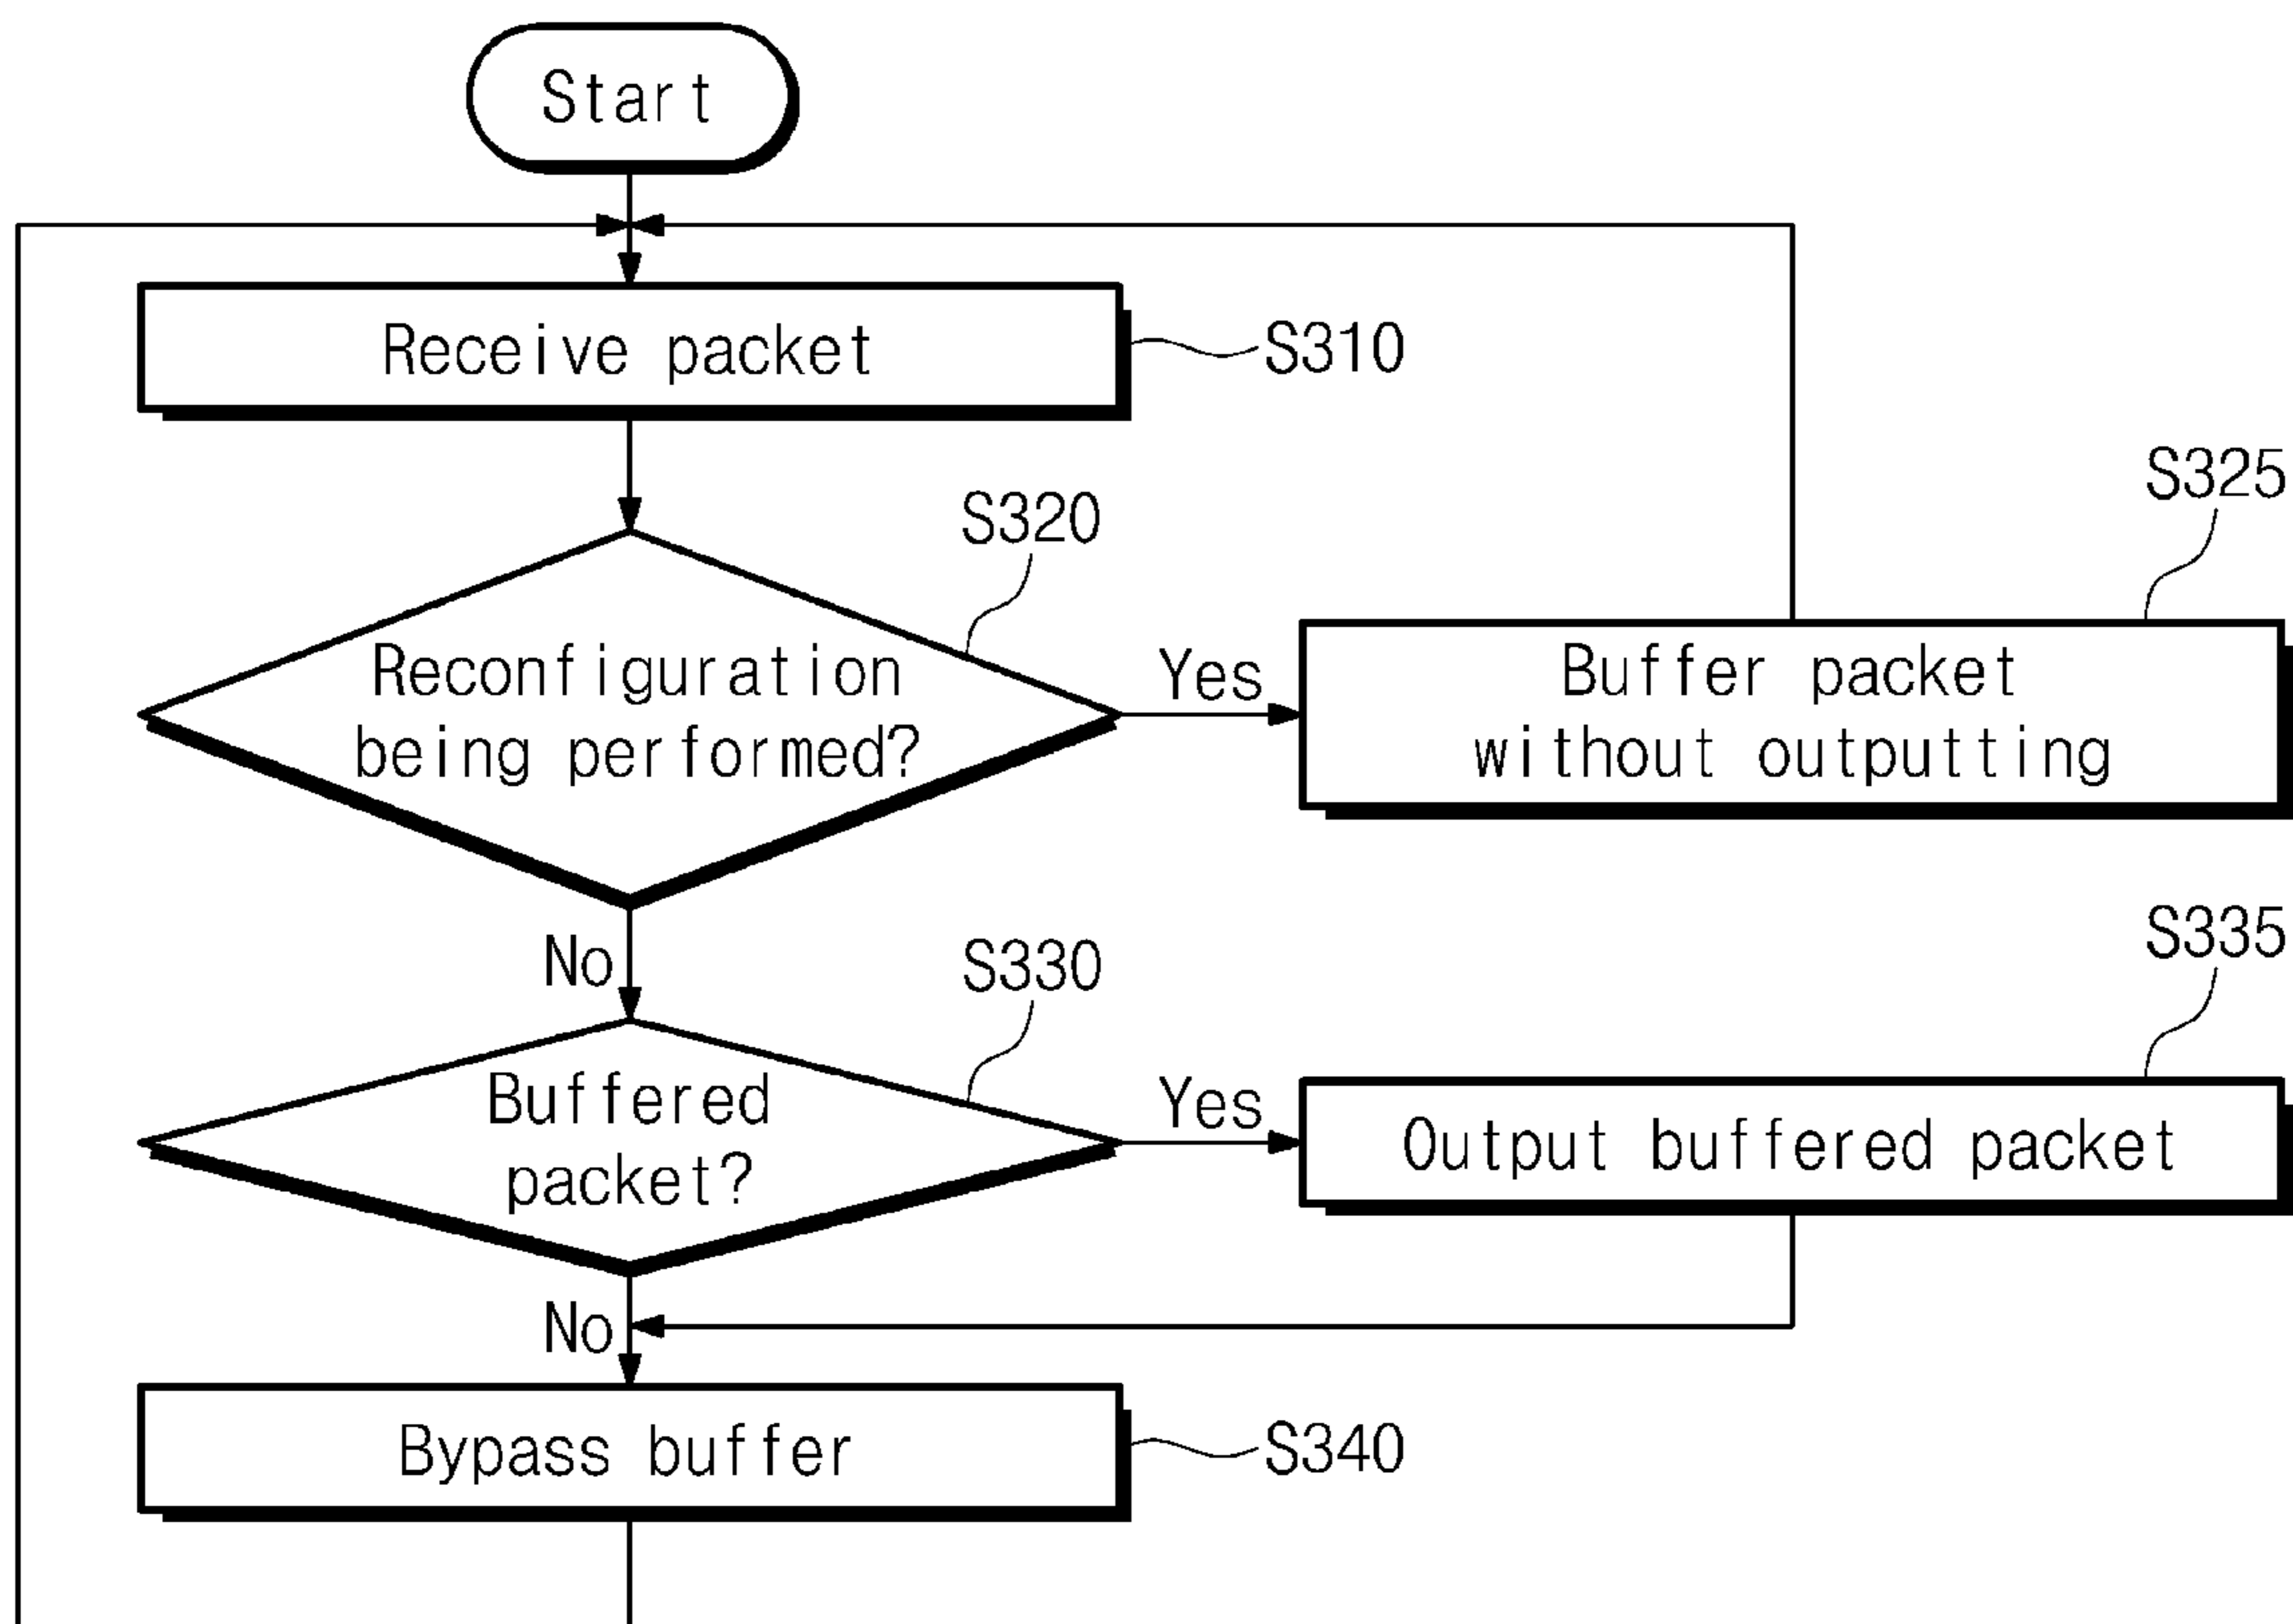 Start
Receive packet
S310
S320
S325
Reconfiguration
being performed?
Yes
Buffer packet
without outputting
No
S330
S335
Buffered
packet?
Yes
Output buffered packet
No
Bypass buffer
S340